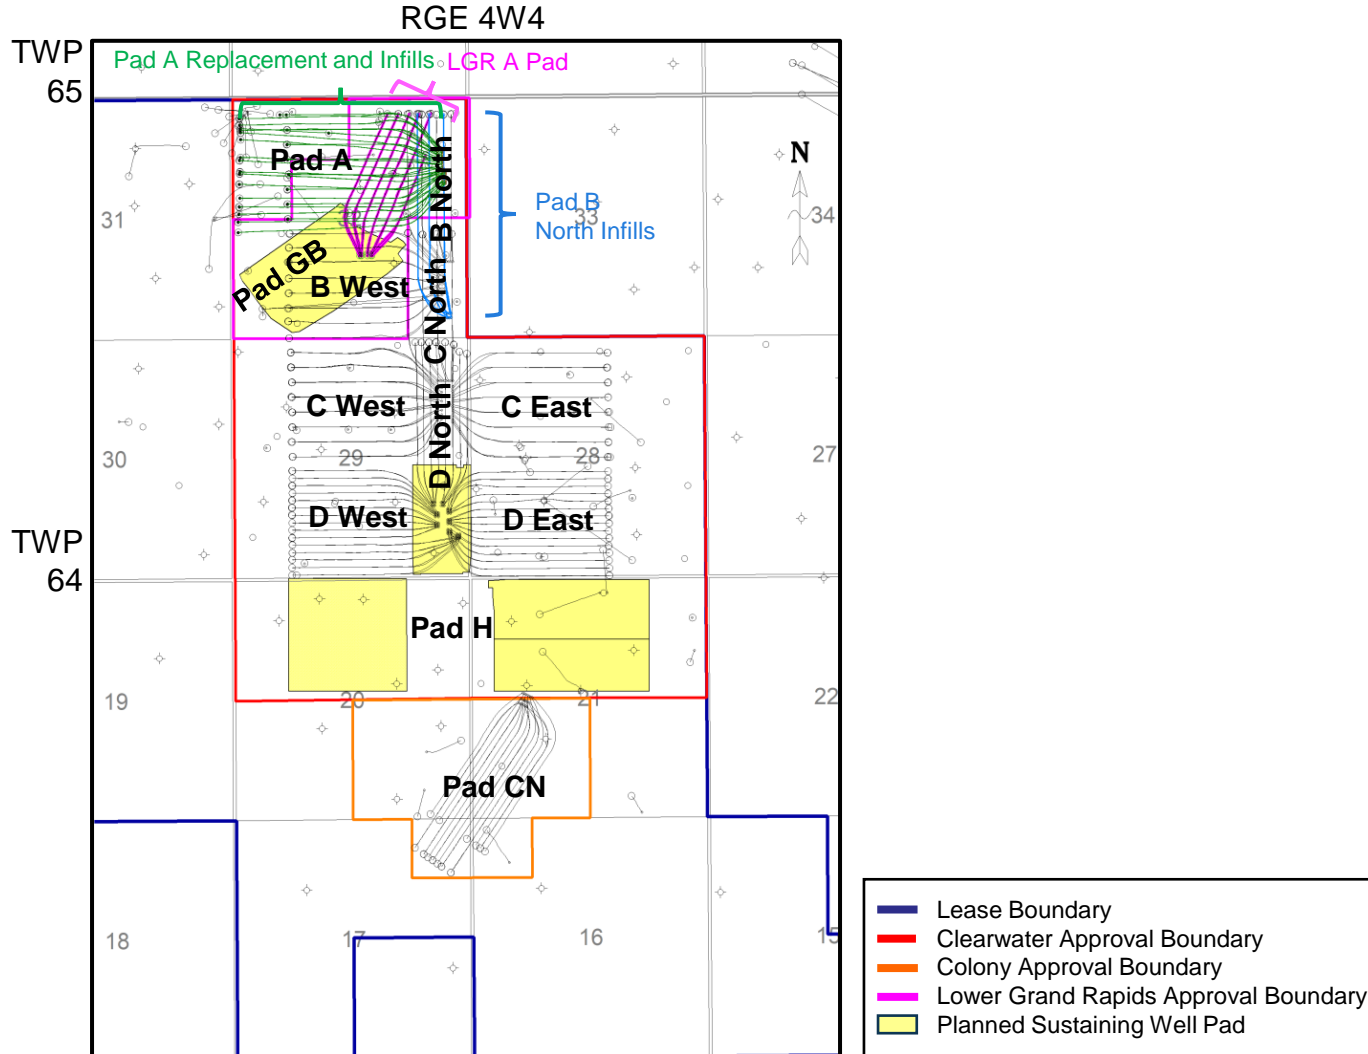 RGE 4W4
TWP
65
Pad A Replacement and Infills
LGR A Pad
Pad A
B North
N
31
32
33
34
Pad B
North Infills
Pad GB
B West
C North
C West
C East
D North
30
29
28
27
D West
D East
TWP
64
Pad H
19
20
21
22
Pad CN
18
17
16
15
Lease Boundary
Clearwater Approval Boundary
Colony Approval Boundary
Lower Grand Rapids Approval Boundary
Planned Sustaining Well Pad